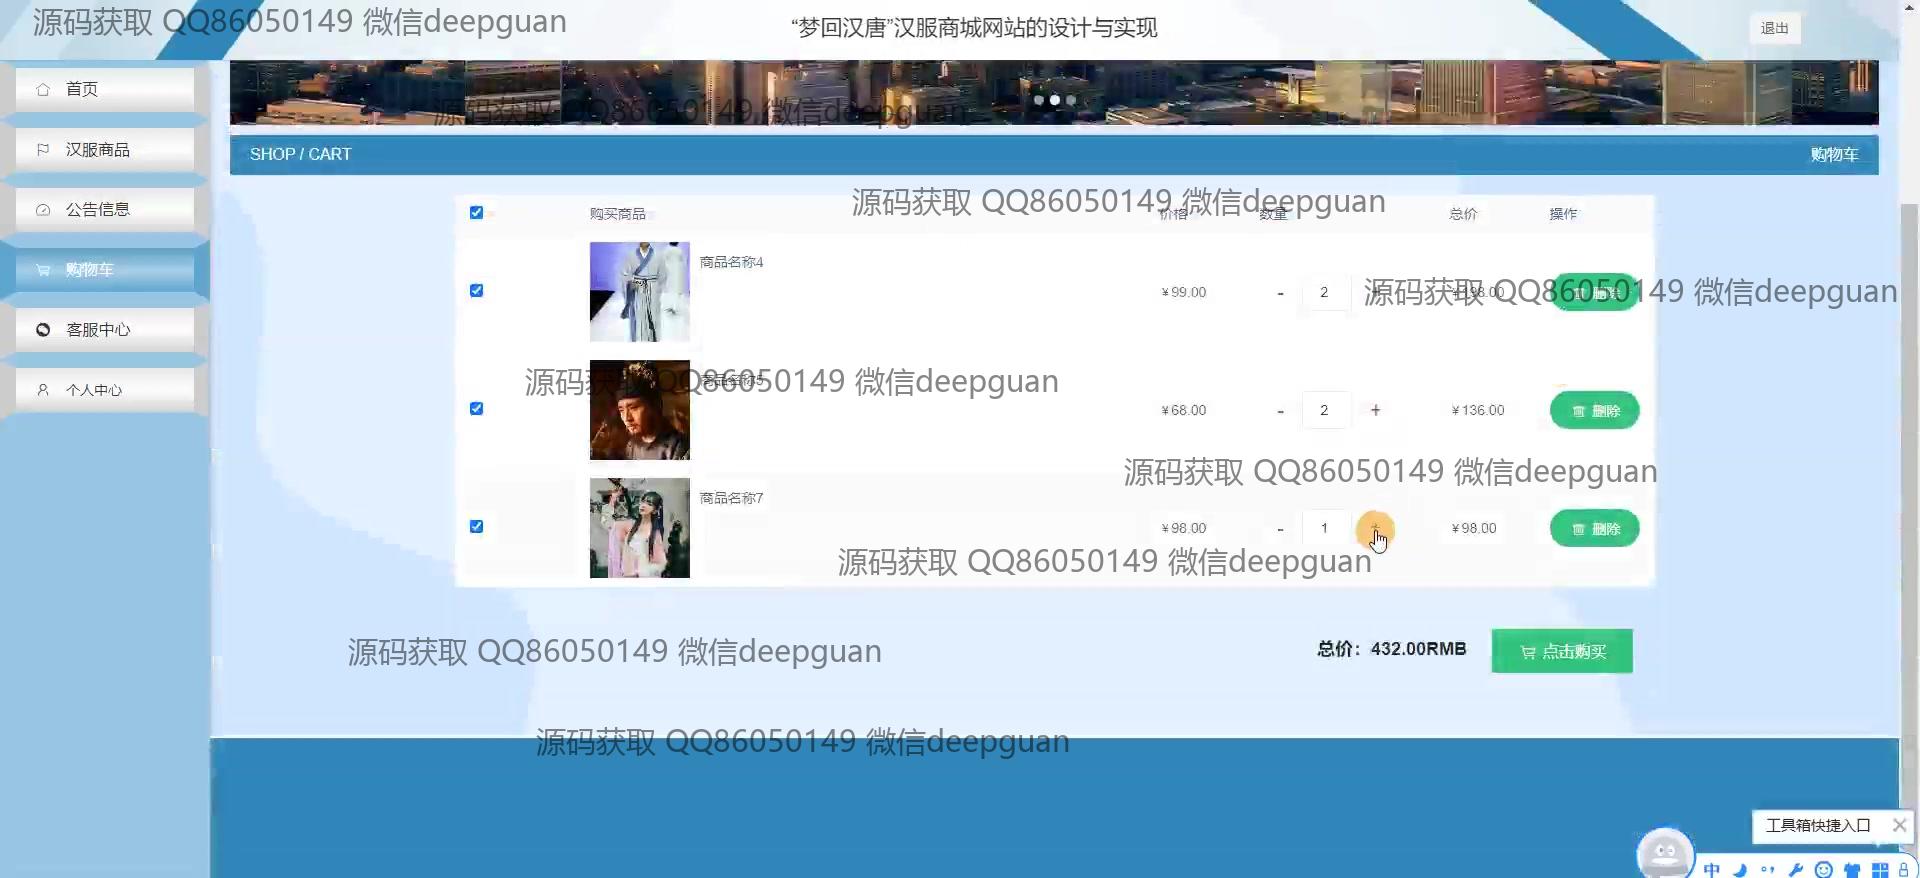 源码获取 QQ86050149 微信deepguan
“梦回汉唐”汉服商城网站的设计与实现
退出
首页
汉服商品
公告信息
购物车
客服中心
个人中心
源码获取 QQ86050149 微信deepguan
SHOP / CART
购物车
源码获取 QQ86050149 微信deepguan
购买商品
价格
数量
总价
操作
商品名称4
¥99.00
-
2
¥198.00
删除
源码获取 QQ86050149 微信deepguan
源码获取 QQ86050149 微信deepguan
商品名称5
¥68.00
-
2
+
¥136.00
删除
源码获取 QQ86050149 微信deepguan
商品名称7
¥98.00
-
1
+
¥98.00
删除
源码获取 QQ86050149 微信deepguan
源码获取 QQ86050149 微信deepguan
总价：432.00RMB
点击购买
源码获取 QQ86050149 微信deepguan
工具箱快捷入口
中